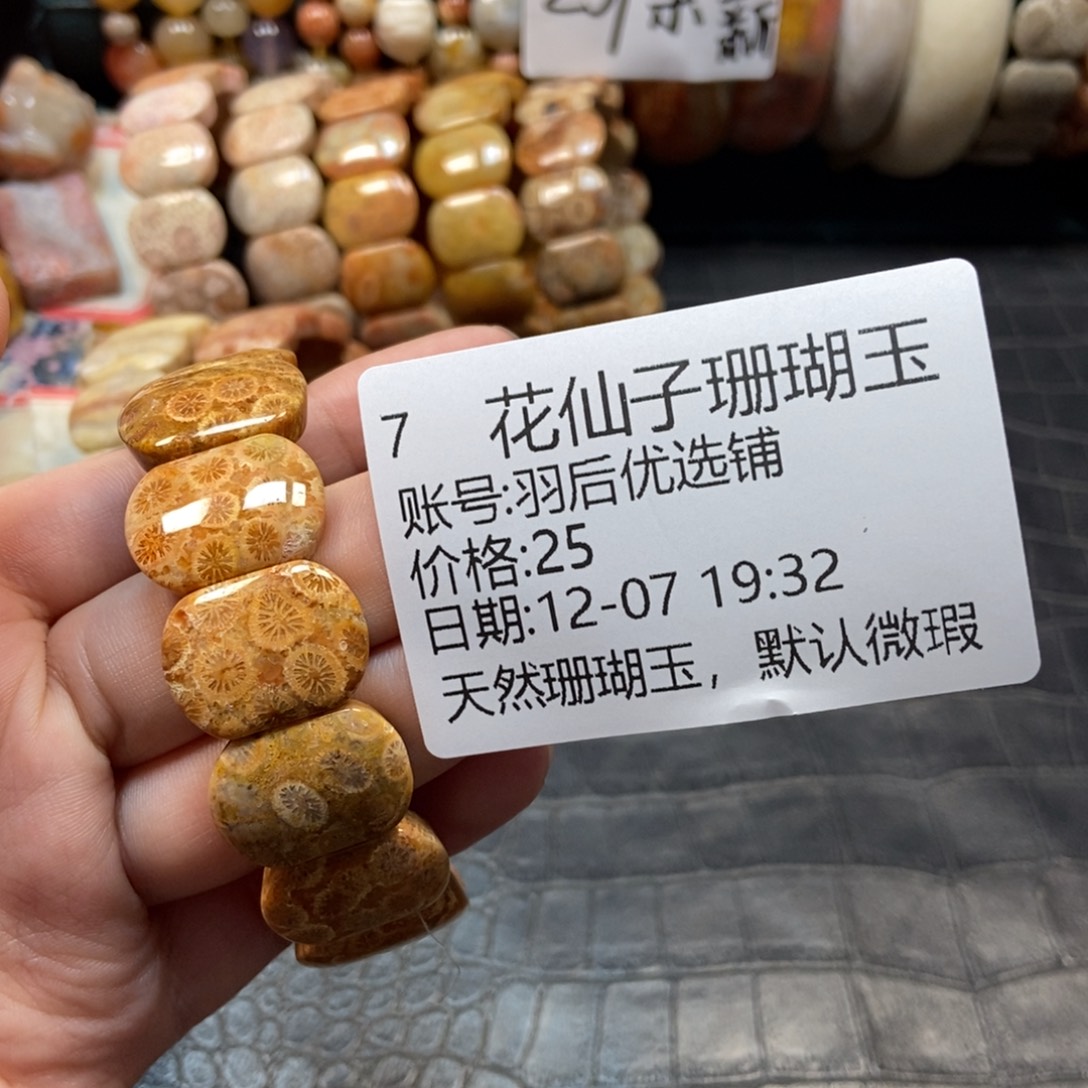 7 花仙子珊瑚玉
账号:羽后优选铺
价格:25
日期:12-07 19:32
天然珊瑚玉，默认微瑕